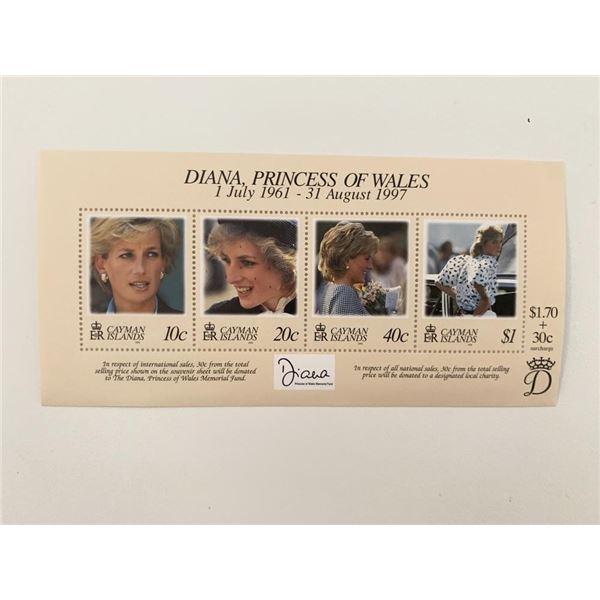 DIANA, PRINCESS OF WALES
1 July 1961 - 31 August 1997
CAYMAN ISLANDS 10c
CAYMAN ISLANDS 20c
CAYMAN ISLANDS 40c
CAYMAN ISLANDS $1
$1.70
+
30c
surcharge
In respect of international sales, 30c from the total
selling price shown on the souvenir sheet will be donated
to The Diana, Princess of Wales Memorial Fund.
Diana
Princess of Wales Memorial Fund
In respect of all national sales, 30c from the total selling
price will be donated to a designated local charity.
D